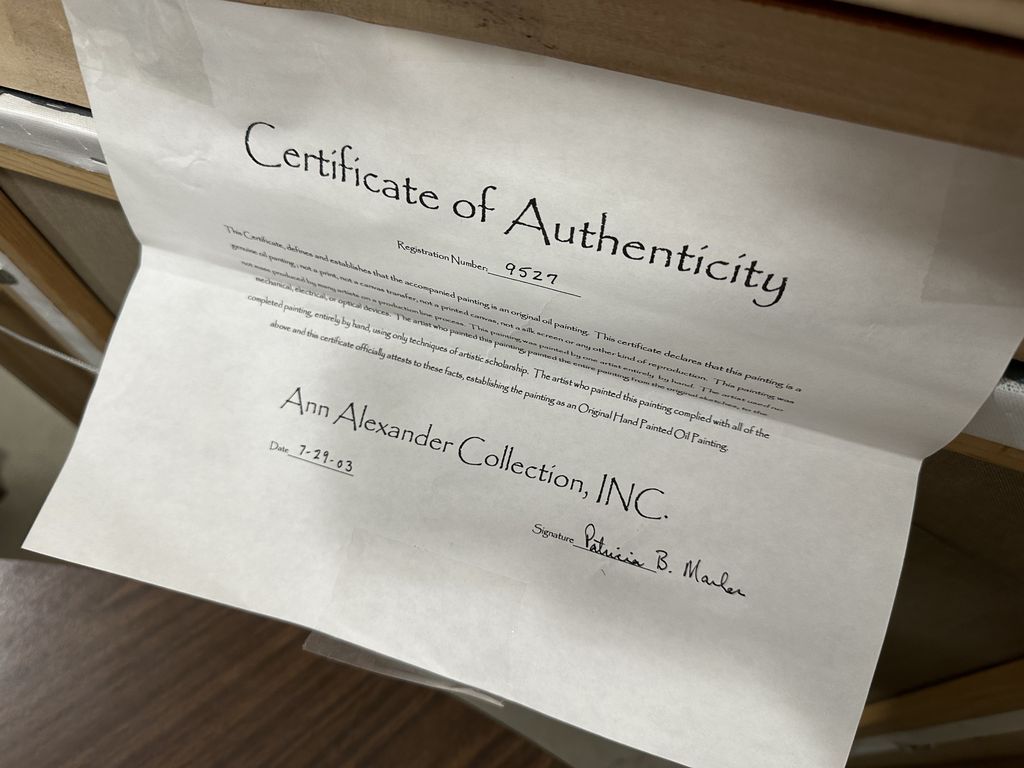 Certificate of Authenticity
Registration Number: 9527
This Certificate, defines and establishes that the accompanied painting is an original oil painting. This certificate declares that this painting is a
genuine oil painting, not a print, not a canvas transfer, not a printed canvas, not a silk screen or any other kind of reproduction. This painting was
not mass produced by many artists on a production line process. This painting was painted by one artist entirely by hand. The artist used no
mechanical, electrical, or optical devices. The artist who painted this painting, painted the entire painting from the original sketches, to the
completed painting, entirely by hand, using only techniques of artistic scholarship. The artist who painted this painting complied with all of the
above and this certificate officially attests to these facts, establishing the painting as an Original Hand Painted Oil Painting.
Ann Alexander Collection, INC.
Date 7-29-03
Signature Patricia B.